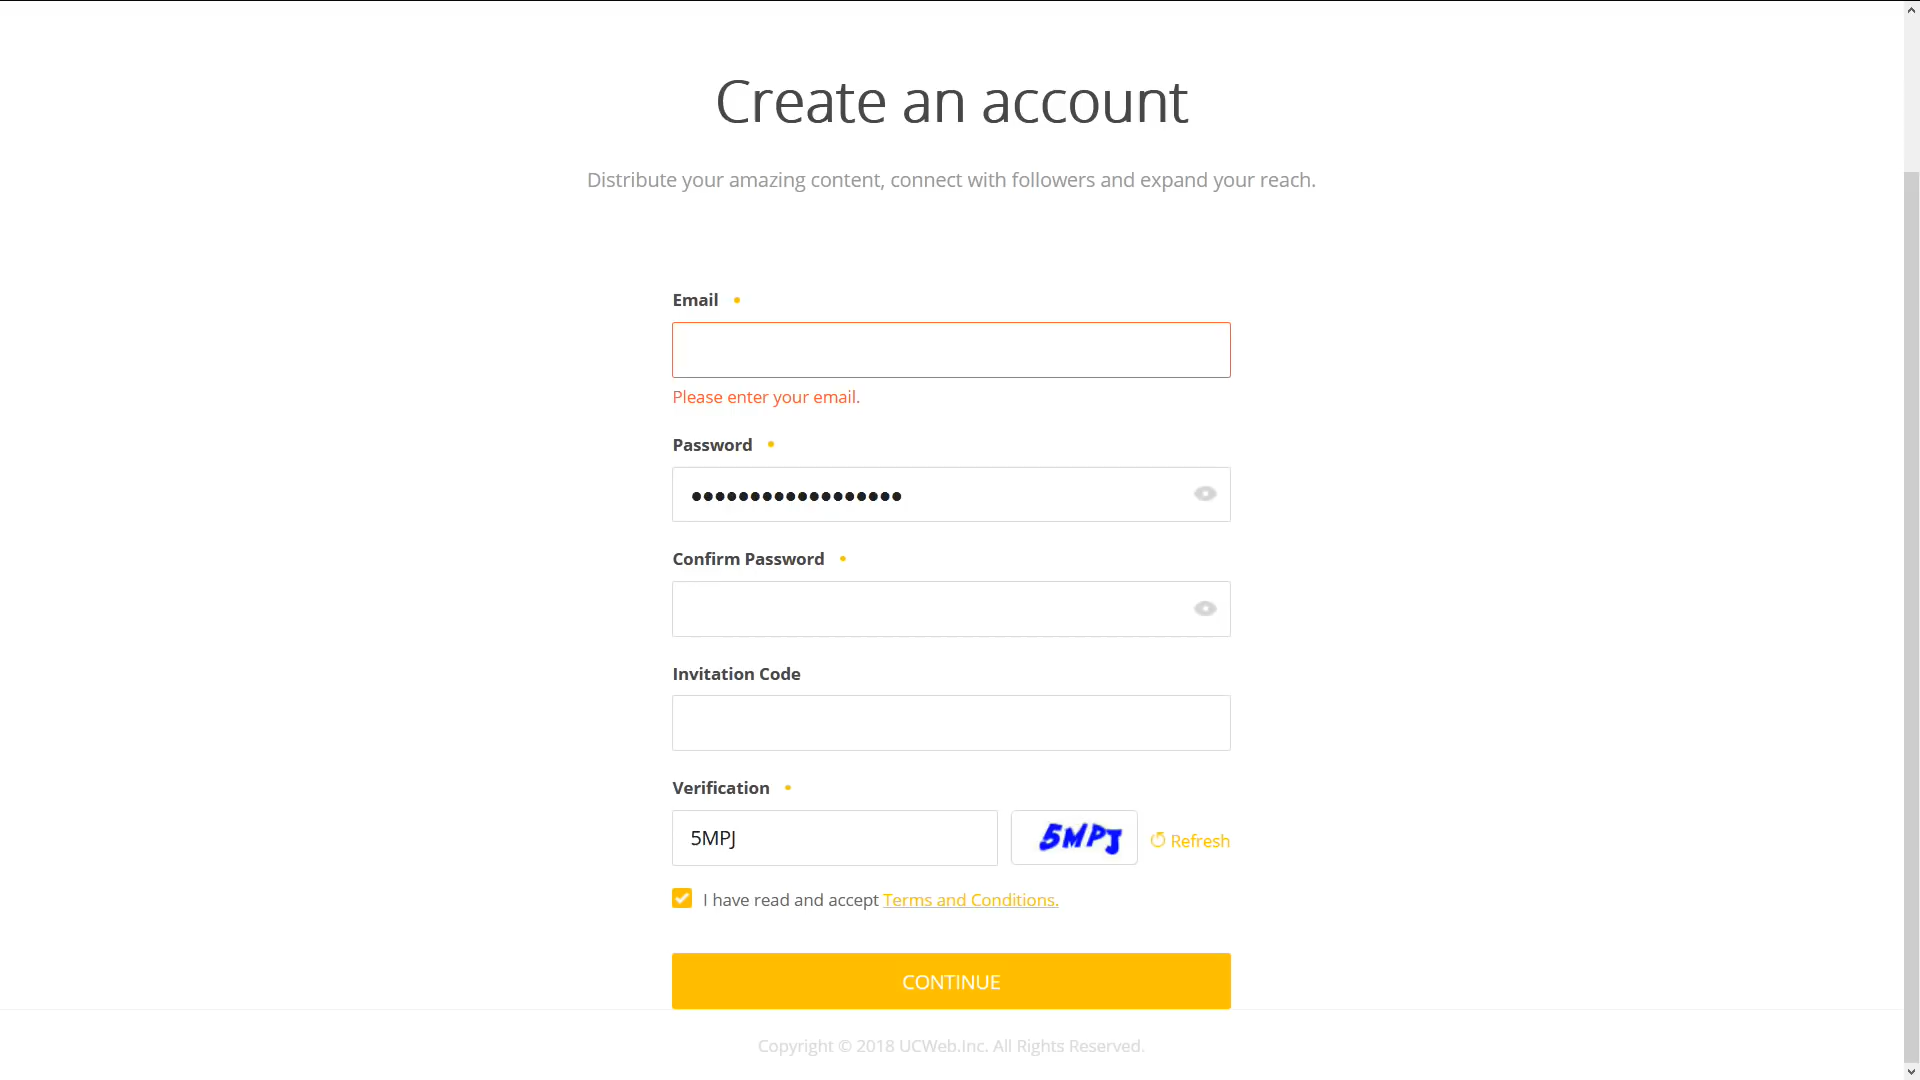 Create an account
Distribute your amazing content, connect with followers and expand your reach.
Email
Please enter your email.
Password
Confirm Password
Invitation Code
Verification
5MPJ 5MPJ Refresh
I have read and accept Terms and Conditions.
CONTINUE
Copyright © 2018 UCWeb.Inc. All Rights Reserved.